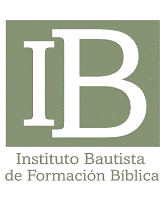 IB
Instituto Bautista
de Formación Bíblica